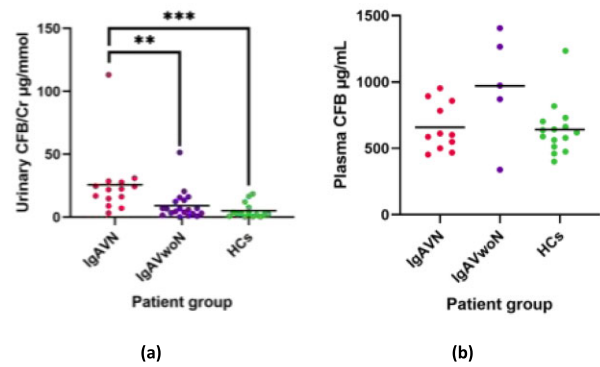 ***
**
Urinary CFB/Cr µg/mmol
150
100
50
0
IgAVN
IgAVwoN
HCs
Patient group
(a)
Plasma CFB µg/mL
1500
1000
500
0
IgAVN
IgAVwoN
HCs
Patient group
(b)